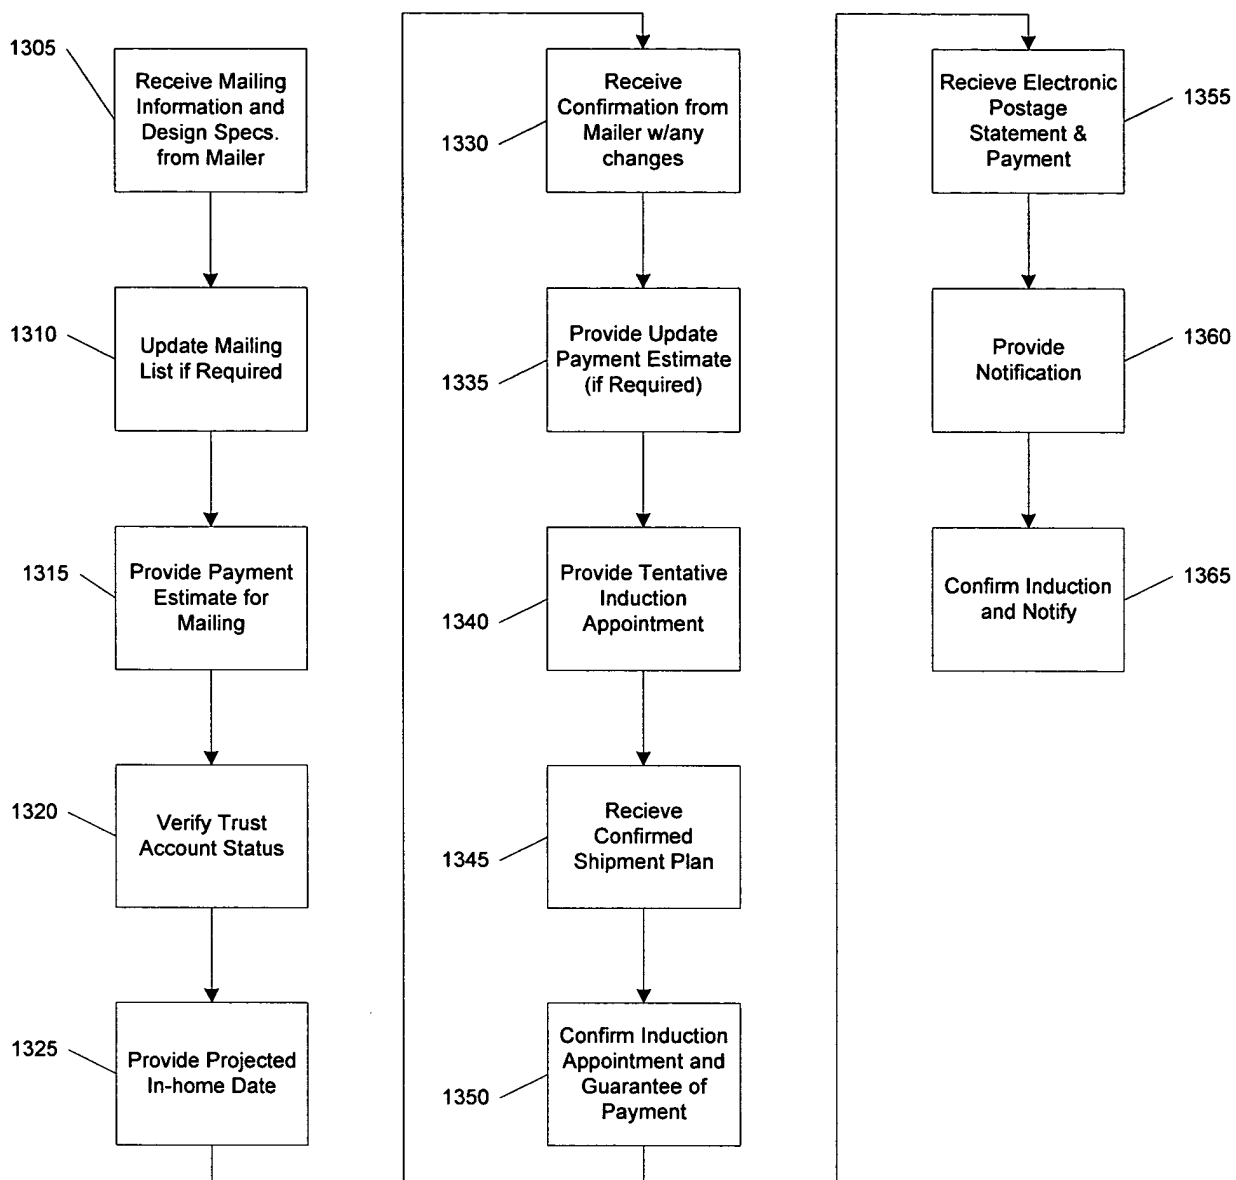 1305
Receive Mailing
Information and
Design Specs.
from Mailer
1310
Update Mailing
List if Required
1315
Provide Payment
Estimate for
Mailing
1320
Verify Trust
Account Status
1325
Provide Projected
In-home Date
1330
Receive
Confirmation from
Mailer w/any
changes
1335
Provide Update
Payment Estimate
(if Required)
1340
Provide Tentative
Induction
Appointment
1345
Recieve
Confirmed
Shipment Plan
1350
Confirm Induction
Appointment and
Guarantee of
Payment
1355
Recieve Electronic
Postage
Statement &
Payment
1360
Provide
Notification
1365
Confirm Induction
and Notify